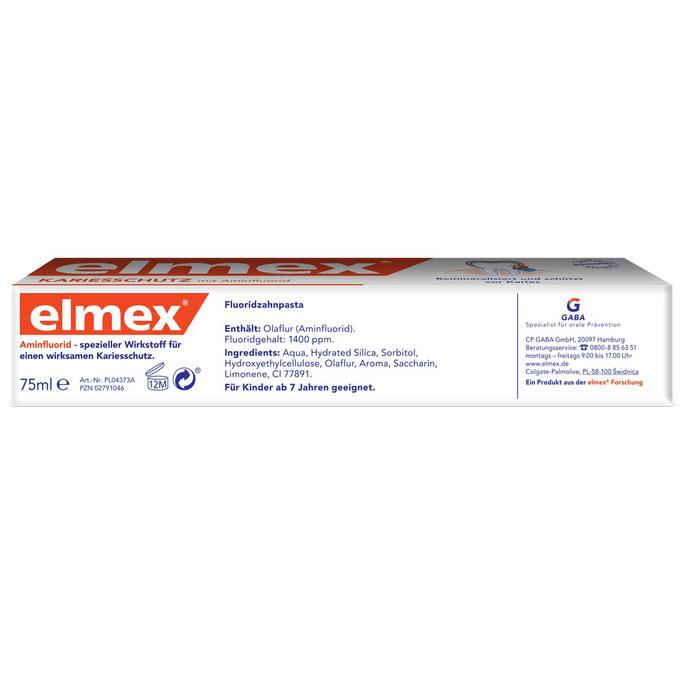 elmex®
KARIESSCHUTZ mit Aminfluorid
Remineralisiert und schützt
vor Karies
elmex®
Aminfluorid - spezieller Wirkstoff für
einen wirksamen Kariesschutz.
75ml ℮
Art.-Nr. PL04373A
PZN 02791046
12M
®
Fluoridzahnpasta
Enthält: Olaflur (Aminfluorid).
Fluoridgehalt: 1400 ppm.
Ingredients: Aqua, Hydrated Silica, Sorbitol,
Hydroxyethylcellulose, Olaflur, Aroma, Saccharin,
Limonene, CI 77891.
Für Kinder ab 7 Jahren geeignet.
G
GABA
Spezialist für orale Prävention
CP GABA GmbH, 20097 Hamburg
Beratungsservice: ☎ 0800-8 85 63 51
montags – freitags 9.00 bis 17.00 Uhr
www.elmex.de
Colgate-Palmolive, PL-58-100 Świdnica
Ein Produkt aus der elmex® Forschung